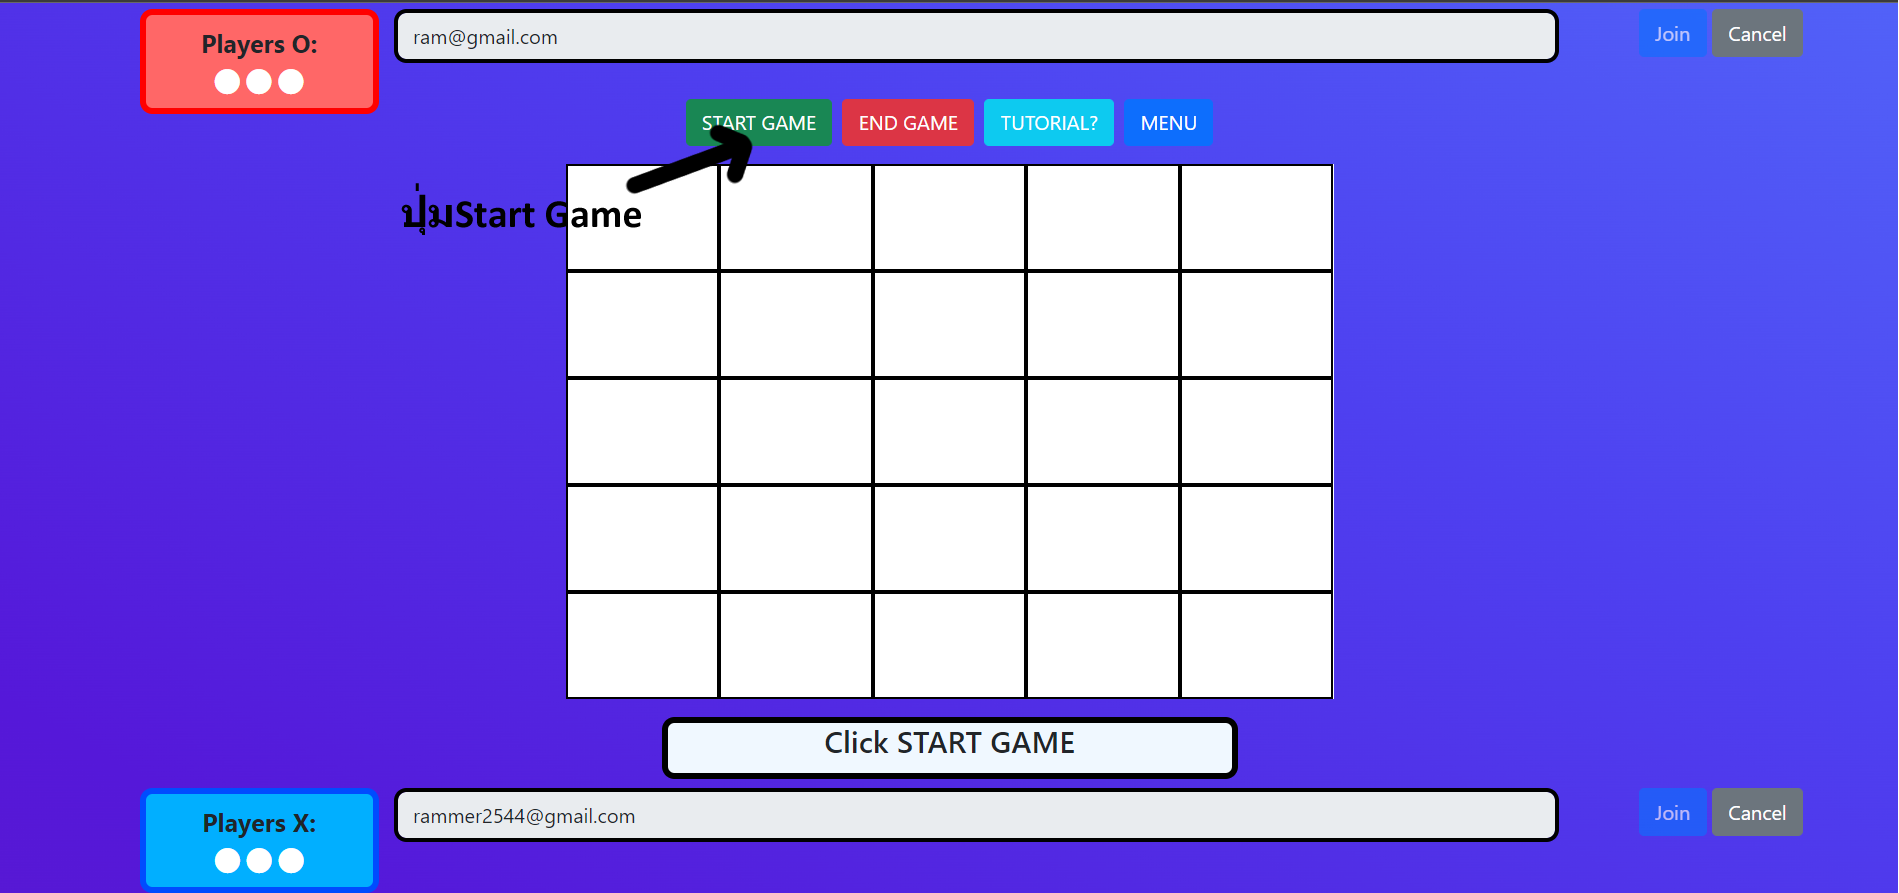 Players O:
ram@gmail.com
Join
Cancel
START GAME
END GAME
TUTORIAL?
MENU
ปุ่มStart Game
Click START GAME
Players X:
rammer2544@gmail.com
Join
Cancel